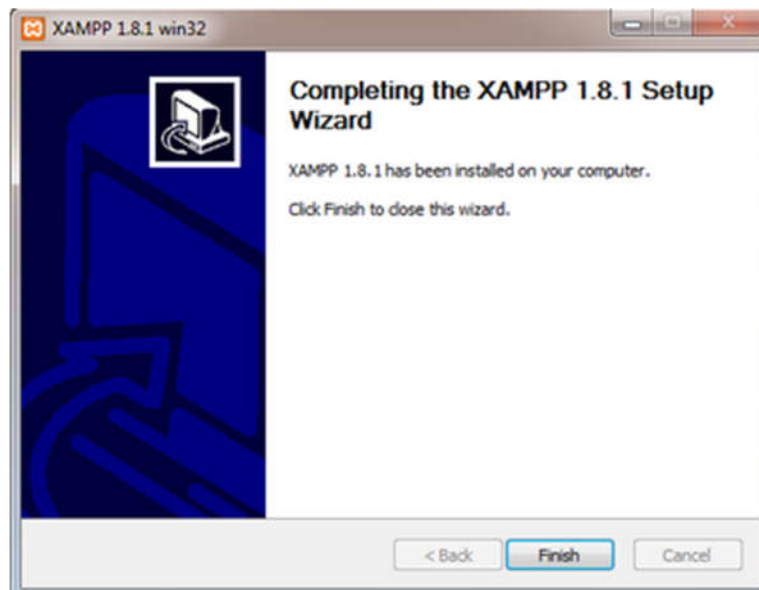 XAMPP 1.8.1 win32
Completing the XAMPP 1.8.1 Setup
Wizard
XAMPP 1.8.1 has been installed on your computer.
Click Finish to close this wizard.
< Back
Finish
Cancel